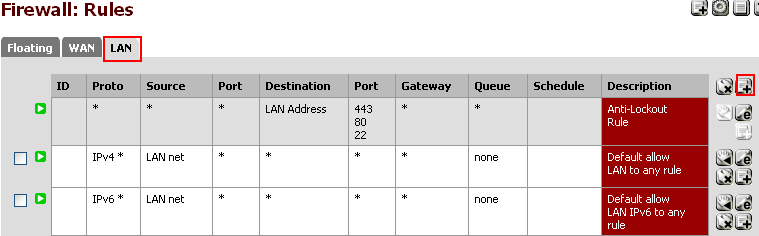 Firewall: Rules
Floating WAN LAN
ID Proto Source Port Destination Port Gateway Queue Schedule Description
* * * LAN Address 443 * * Anti-Lockout
80 Rule
22
IPv4 * LAN net * * * * none Default allow
LAN to any rule
IPv6 * LAN net * * * * none Default allow
LAN IPv6 to any
rule